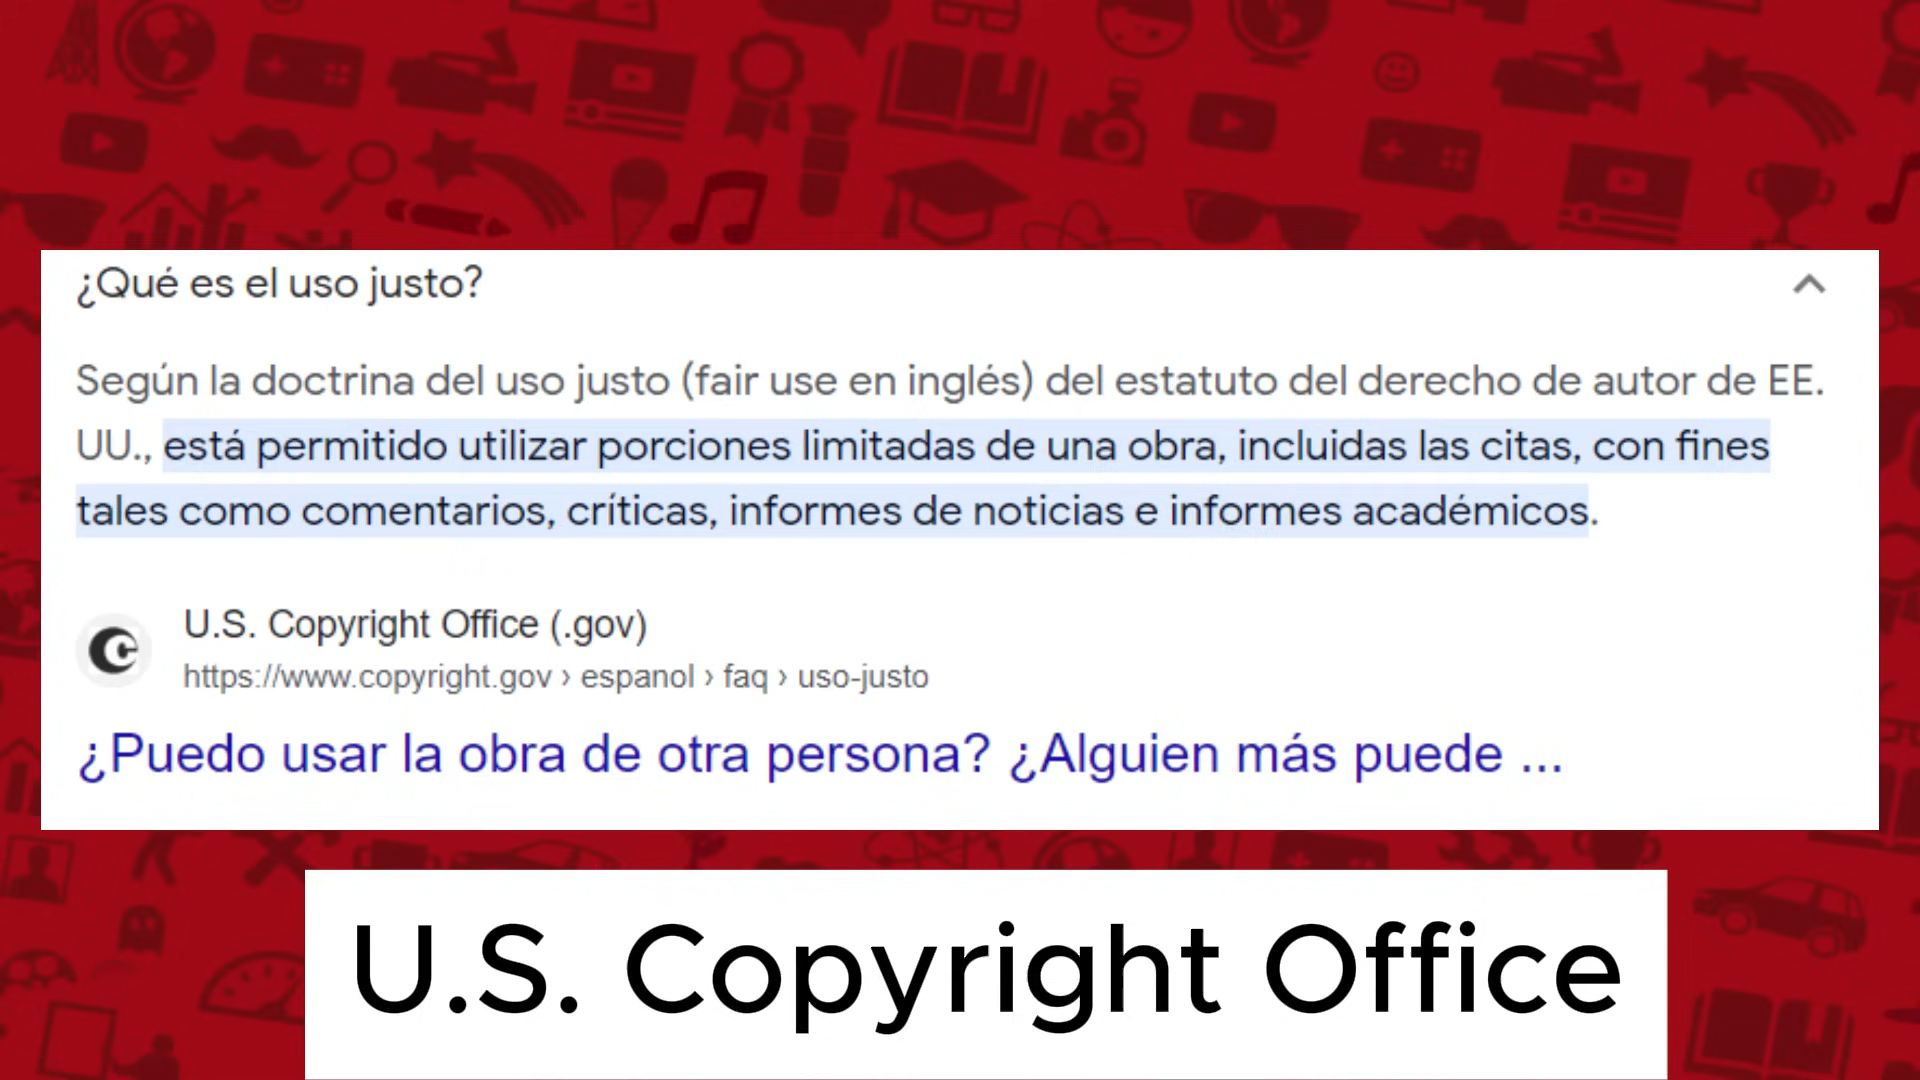 ¿Qué es el uso justo?
Según la doctrina del uso justo (fair use en inglés) del estatuto del derecho de autor de EE.
UU., está permitido utilizar porciones limitadas de una obra, incluidas las citas, con fines
tales como comentarios, críticas, informes de noticias e informes académicos.
U.S. Copyright Office (.gov)
https://www.copyright.gov › espanol › faq › uso-justo
¿Puedo usar la obra de otra persona? ¿Alguien más puede ...
U.S. Copyright Office